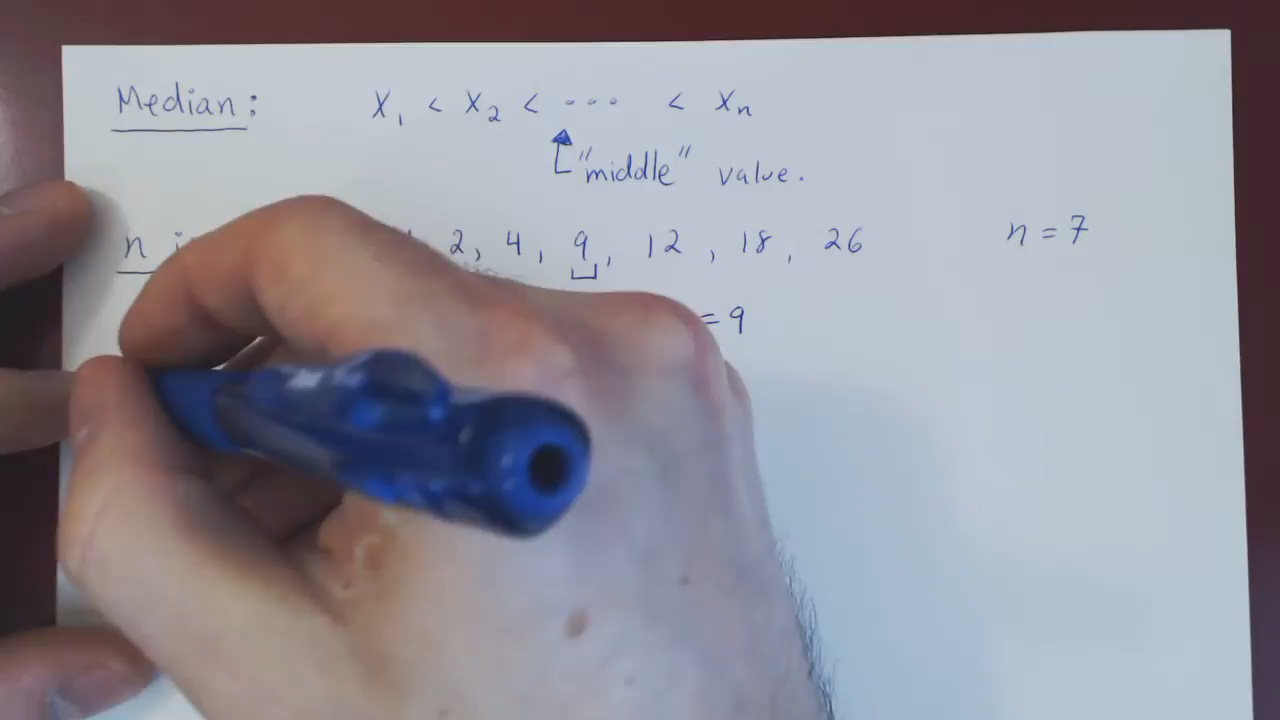 Median: X₁ < X₂ < ... < Xₙ
"middle" value.
n 2, 4, 9, 12, 18, 26 n = 7
= 9